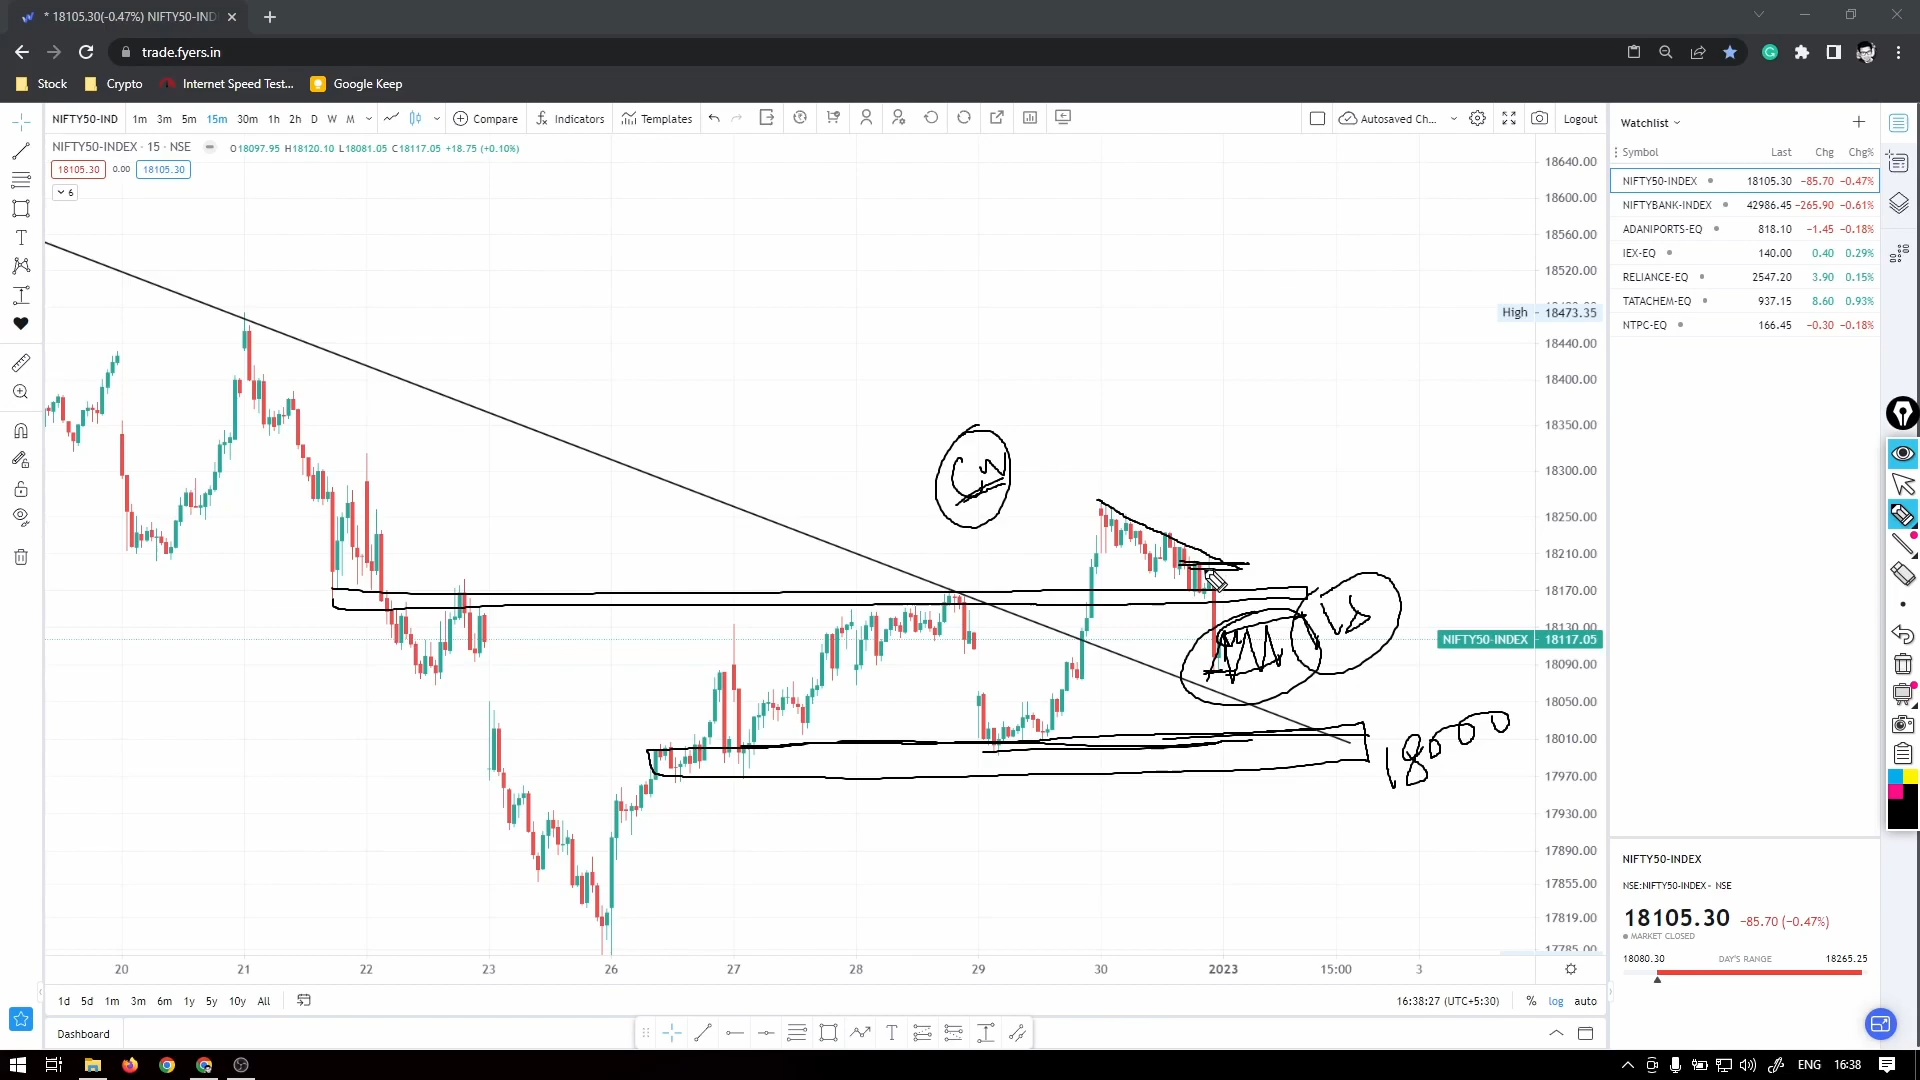 * 18105.30(-0.47%) NIFTY50-IND
trade.fyers.in
Stock Crypto Internet Speed Test... Google Keep
NIFTY50-IND 1m 3m 5m 15m 30m 1h 2h D W M Compare Indicators Templates Autosaved Ch... Logout
NIFTY50-INDEX · 15 · NSE O18097.95 H18120.10 L18081.05 C18117.05 +18.75 (+0.10%)
18105.30 0.00 18105.30
6
18640.00
18600.00
18560.00
18520.00
High 18473.35
18440.00
18400.00
18350.00
18300.00
18250.00
18210.00
18170.00
18130.00
NIFTY50-INDEX 18117.05
18090.00
18050.00
18010.00
18000
17970.00
17930.00
17890.00
17855.00
17819.00
17785.00
20 21 22 23 26 27 28 29 30 2023 15:00 3
1d 5d 1m 3m 6m 1y 5y 10y All 16:38:27 (UTC+5:30) % log auto
Dashboard
Watchlist
Symbol Last Chg Chg%
NIFTY50-INDEX 18105.30 −85.70 −0.47%
NIFTYBANK-INDEX 42986.45 −265.90 −0.61%
ADANIPORTS-EQ 818.10 −1.45 −0.18%
IEX-EQ 140.00 0.40 0.29%
RELIANCE-EQ 2547.20 3.90 0.15%
TATACHEM-EQ 937.15 8.60 0.93%
NTPC-EQ 166.45 −0.30 −0.18%
NIFTY50-INDEX
NSE:NIFTY50-INDEX - NSE
18105.30 −85.70 (−0.47%)
MARKET CLOSED
18080.30 DAY'S RANGE 18265.25
ENG 16:38